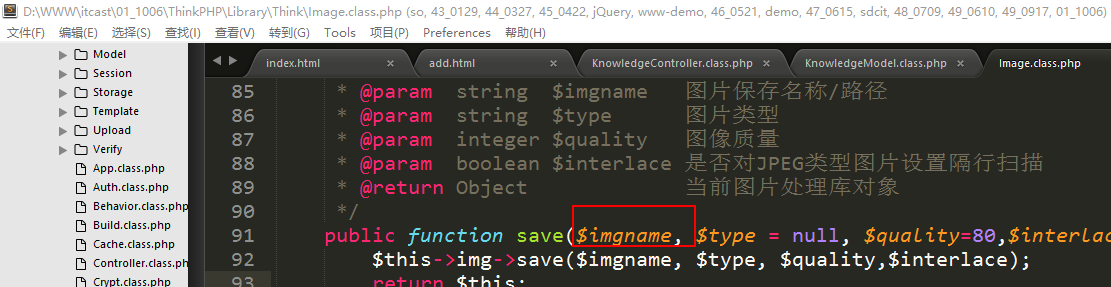 D:\WWW\itcast\01_1006\ThinkPHP\Library\Think\Image.class.php (so, 43_0129, 44_0327, 45_0422, jQuery, www-demo, 46_0521, demo, 47_0615, sdcit, 48_0709, 49_0610, 49_0917, 01_1006)
文件(F) 编辑(E) 选择(S) 查找(I) 查看(V) 转到(G) Tools 项目(P) Preferences 帮助(H)
index.html × add.html × KnowledgeController.class.php × KnowledgeModel.class.php × Image.class.php
Model
Session
Storage
Template
Upload
Verify
App.class.php
Auth.class.php
Behavior.class.php
Build.class.php
Cache.class.php
Controller.class.ph
Crypt.class.php
85 * @param string $imgname 图片保存名称/路径
86 * @param string $type 图片类型
87 * @param integer $quality 图像质量
88 * @param boolean $interlace 是否对JPEG类型图片设置隔行扫描
89 * @return Object 当前图片处理库对象
90 */
91 public function save($imgname, $type = null, $quality=80,$interlac
92 $this->img->save($imgname, $type, $quality,$interlace);
93 return $this;